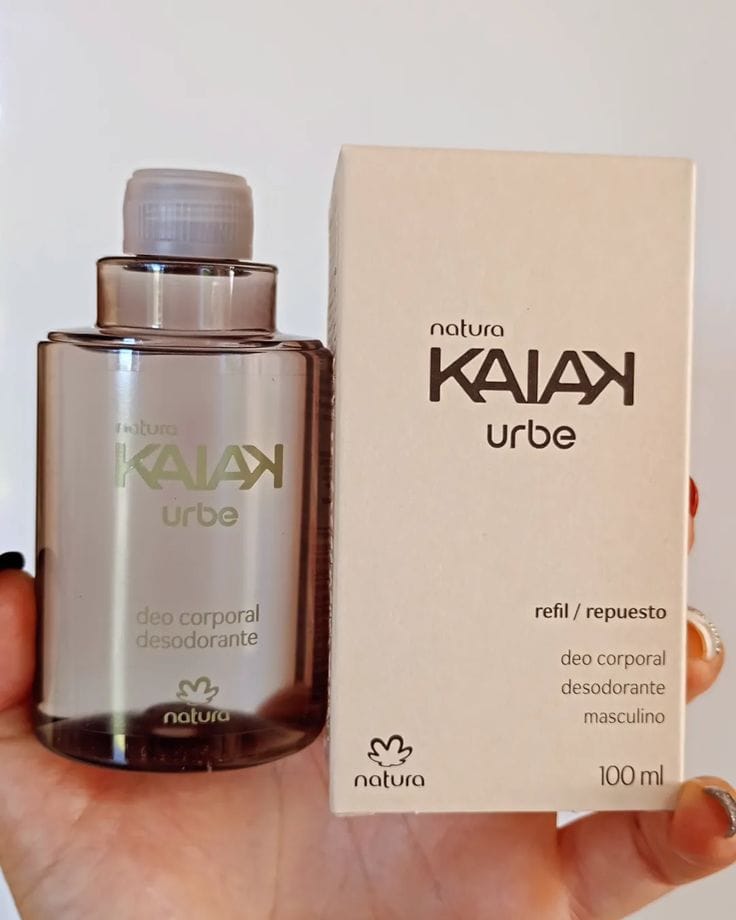 natura
KAIAK
urbe
deo corporal
desodorante
natura
natura
KAIAK
urbe
refil / repuesto
deo corporal
desodorante
masculino
natura
100 ml